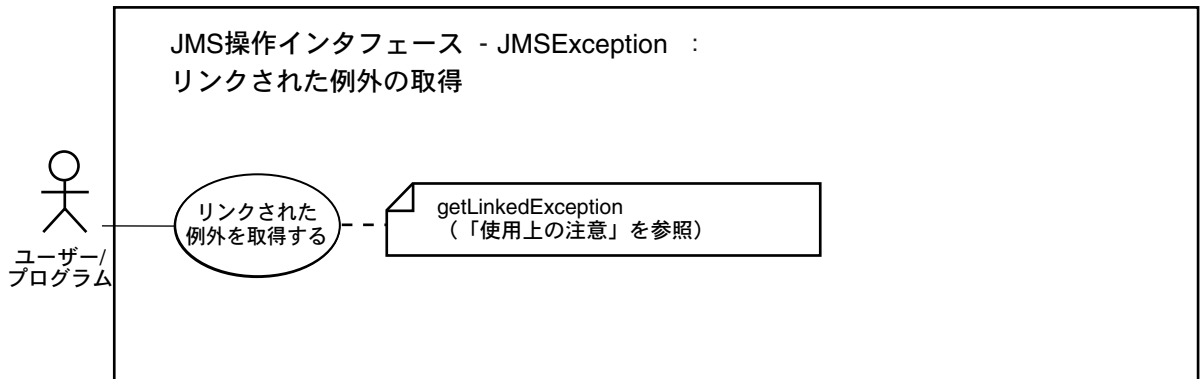 JMS操作インタフェース - JMSException :
リンクされた例外の取得
リンクされた
例外を取得する
getLinkedException
(「使用上の注意」を参照)
ユーザー/
プログラム